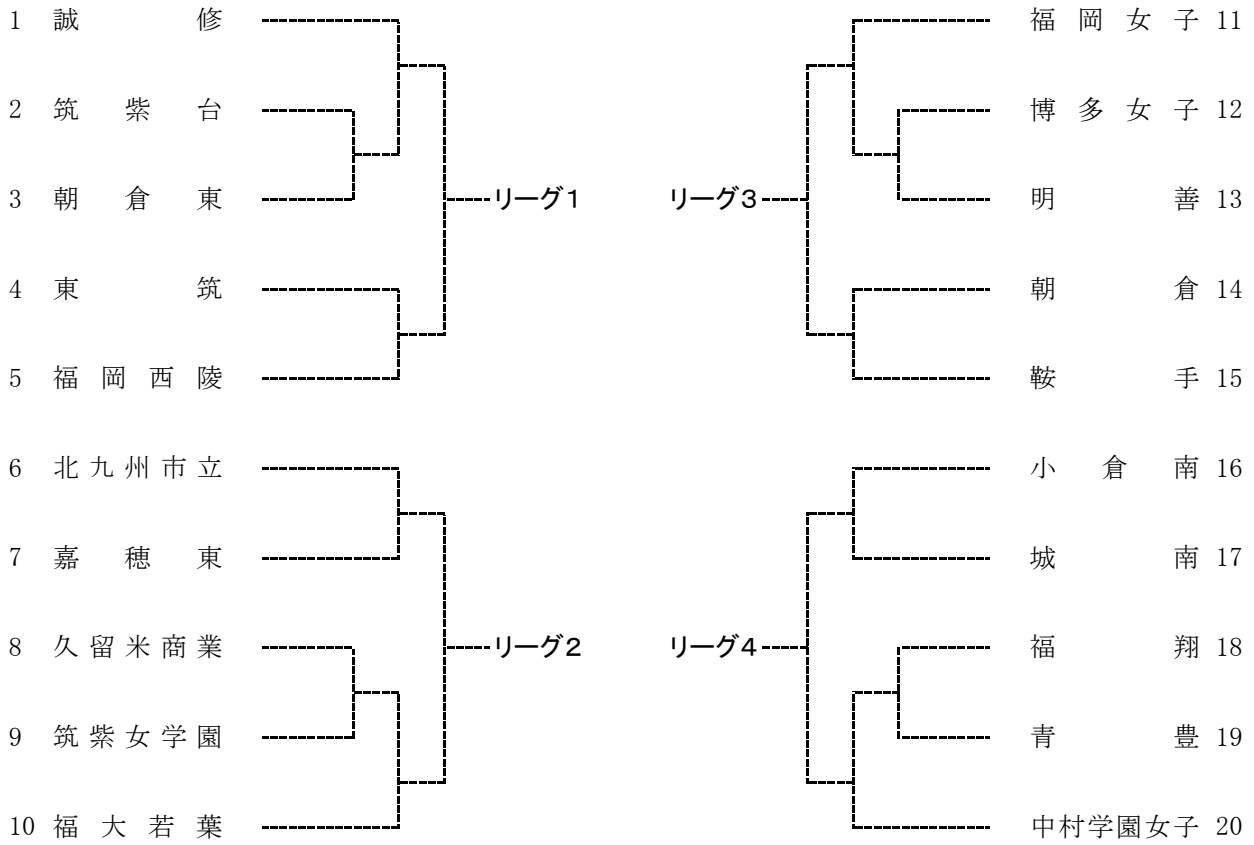 1 誠修
2 筑紫台
3 朝倉東
4 東筑
5 福岡西陵
リーグ1
6 北九州市立
7 嘉穂東
8 久留米商業
9 筑紫女学園
10 福大若葉
リーグ2
福岡女子 11
博多女子 12
明善 13
朝倉 14
鞍手 15
リーグ3
小倉南 16
城南 17
福翔 18
青豊 19
中村学園女子 20
リーグ4